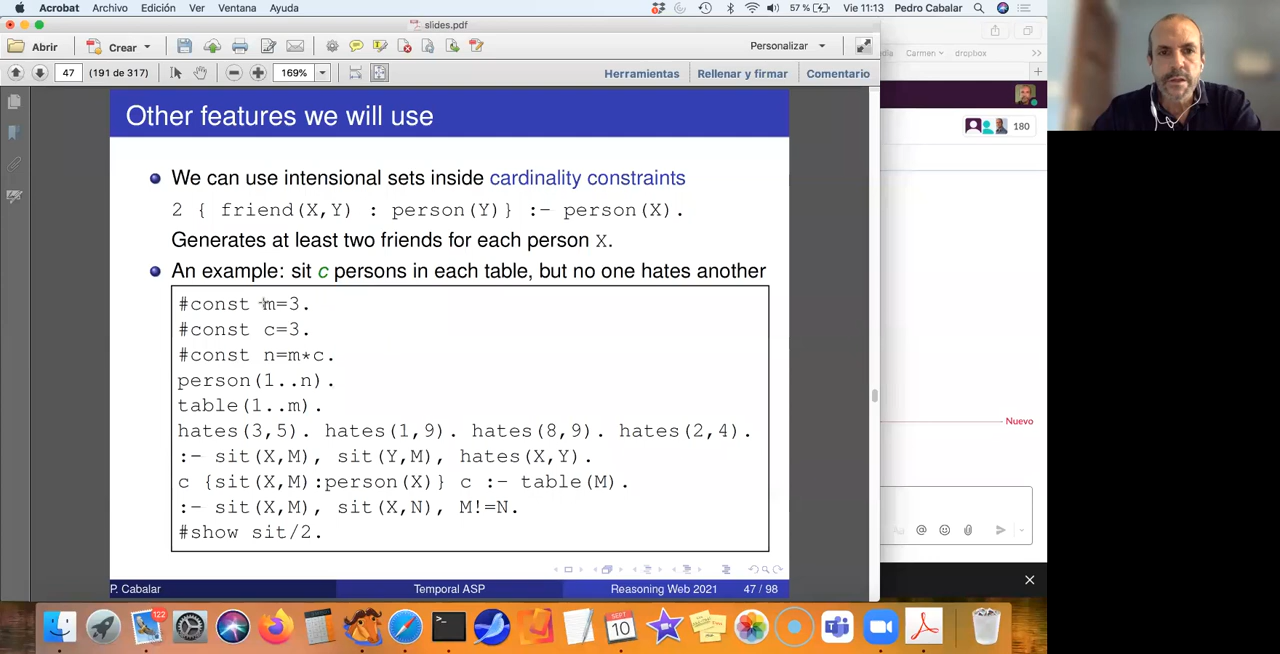 Acrobat Archivo Edición Ver Ventana Ayuda 57 % Vie 11:13 Pedro Cabalar
slides.pdf
Abrir Crear Personalizar
47 (191 de 317) 169% Herramientas Rellenar y firmar Comentario
Carmen dropbox
180
Other features we will use
We can use intensional sets inside cardinality constraints
2 { friend(X,Y) : person(Y)} :- person(X).
Generates at least two friends for each person X.
An example: sit c persons in each table, but no one hates another
#const m=3.
#const c=3.
#const n=m*c.
person(1..n).
table(1..m).
hates(3,5). hates(1,9). hates(8,9). hates(2,4).
:- sit(X,M), sit(Y,M), hates(X,Y).
c {sit(X,M):person(X)} c :- table(M).
:- sit(X,M), sit(X,N), M!=N.
#show sit/2.
Nuevo
P. Cabalar Temporal ASP Reasoning Web 2021 47 / 98
122
SEPT
10